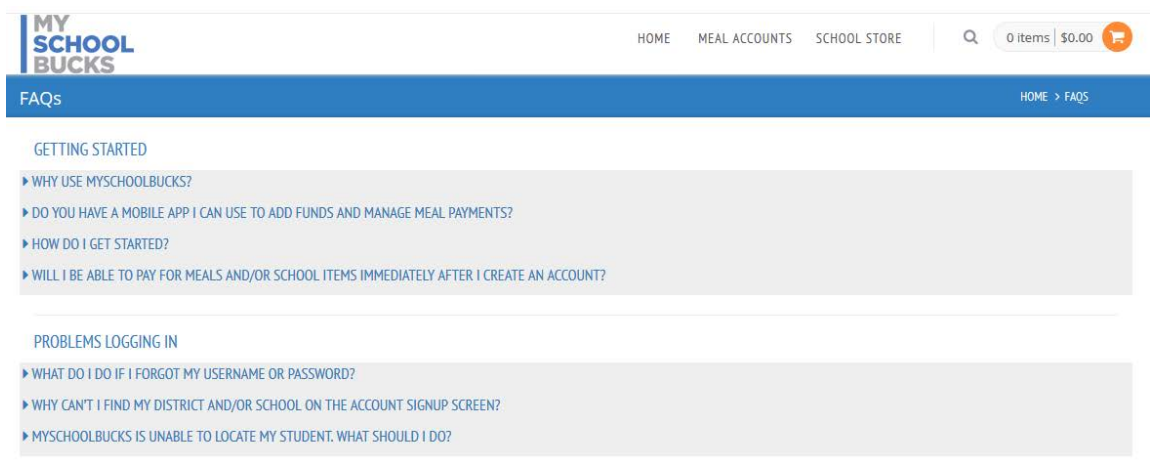 MY
SCHOOL
BUCKS
HOME MEAL ACCOUNTS SCHOOL STORE 0 items $0.00
FAQs HOME > FAQS
GETTING STARTED
WHY USE MYSCHOOLBUCKS?
DO YOU HAVE A MOBILE APP I CAN USE TO ADD FUNDS AND MANAGE MEAL PAYMENTS?
HOW DO I GET STARTED?
WILL I BE ABLE TO PAY FOR MEALS AND/OR SCHOOL ITEMS IMMEDIATELY AFTER I CREATE AN ACCOUNT?
PROBLEMS LOGGING IN
WHAT DO I DO IF I FORGOT MY USERNAME OR PASSWORD?
WHY CAN'T I FIND MY DISTRICT AND/OR SCHOOL ON THE ACCOUNT SIGNUP SCREEN?
MYSCHOOLBUCKS IS UNABLE TO LOCATE MY STUDENT. WHAT SHOULD I DO?